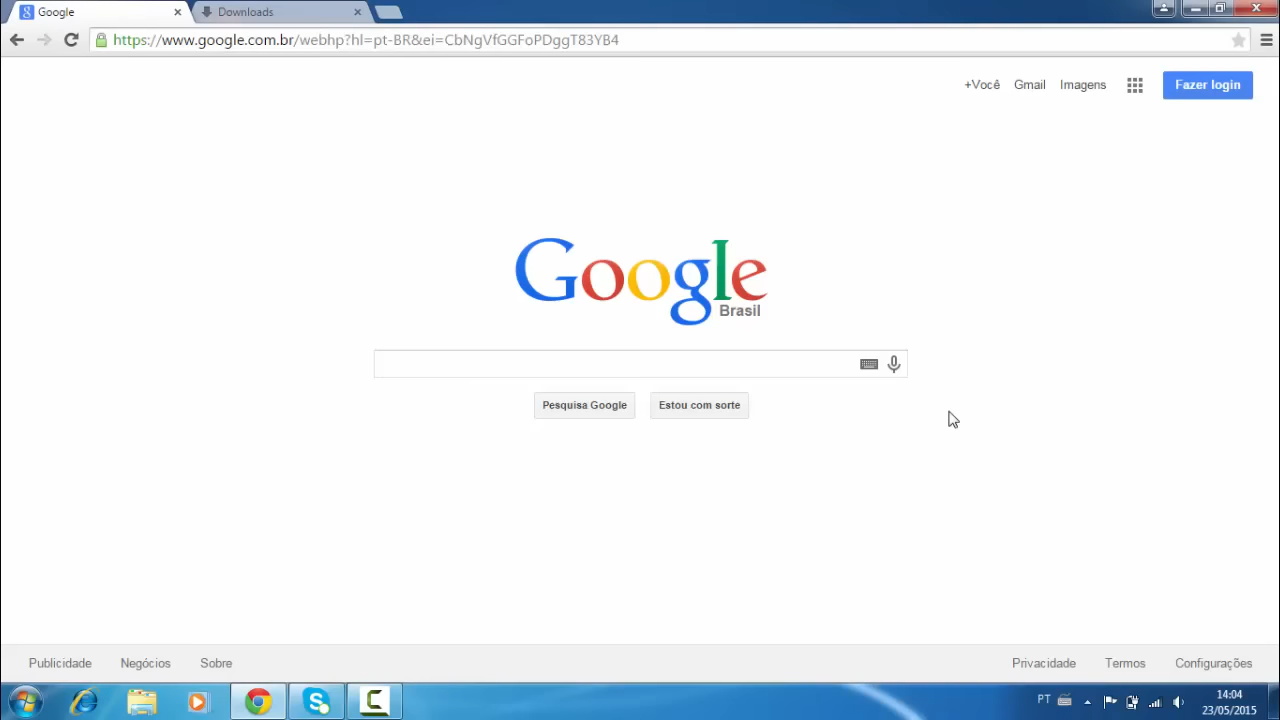 Google
Downloads
https://www.google.com.br/webhp?hl=pt-BR&ei=CbNgVfGGFoPDggT83YB4
+Você Gmail Imagens Fazer login
Google
Brasil
Pesquisa Google Estou com sorte
Publicidade Negócios Sobre Privacidade Termos Configurações
PT 14:04
23/05/2015